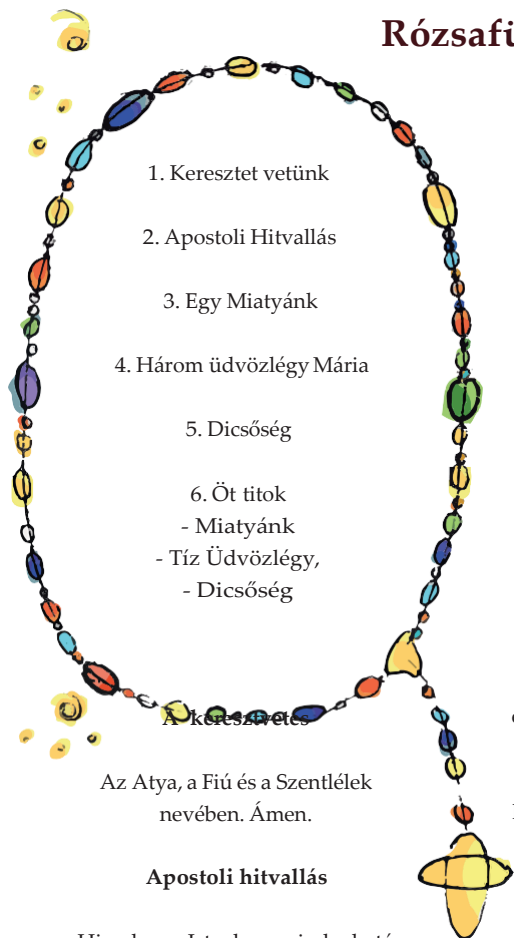 Rózsafü
1. Keresztet vetünk
2. Apostoli Hitvallás
3. Egy Miatyánk
4. Három üdvözlégy Mária
5. Dicsőség
6. Öt titok
- Miatyánk
- Tíz Üdvözlégy,
- Dicsőség
A keresztvetés
Az Atya, a Fiú és a Szentlélek
nevében. Ámen.
Apostoli hitvallás